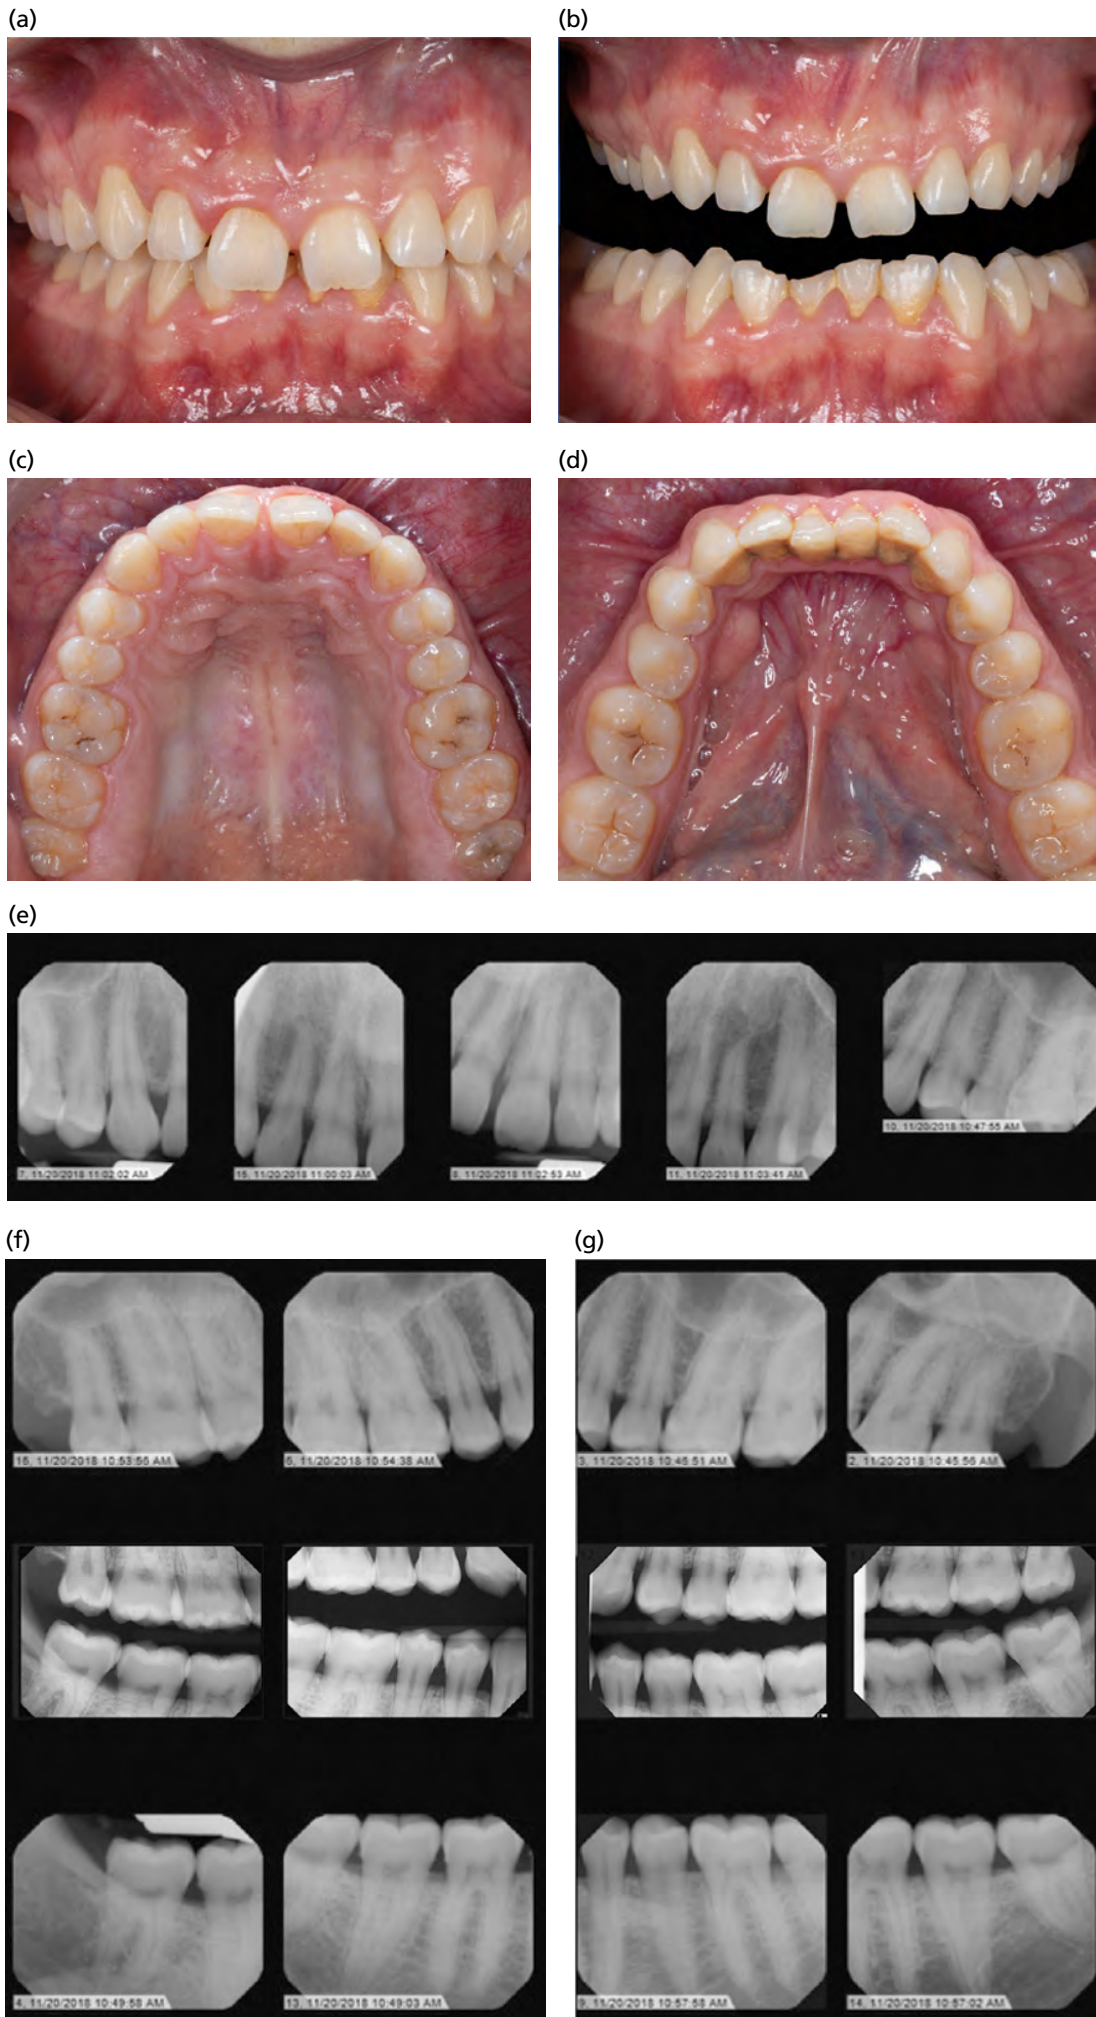 (a)
(b)
(c)
(d)
(e)
7, 11/20/2018 11:02:02 AM
15, 11/20/2018 11:00:03 AM
8, 11/20/2018 11:02:53 AM
11, 11/20/2018 11:03:41 AM
10, 11/20/2018 10:47:55 AM
(f)
(g)
16, 11/20/2018 10:53:56 AM
6, 11/20/2018 10:54:38 AM
3, 11/20/2018 10:46:51 AM
2, 11/20/2018 10:45:56 AM
4, 11/20/2018 10:49:58 AM
13, 11/20/2018 10:49:03 AM
9, 11/20/2018 10:57:58 AM
14, 11/20/2018 10:57:02 AM